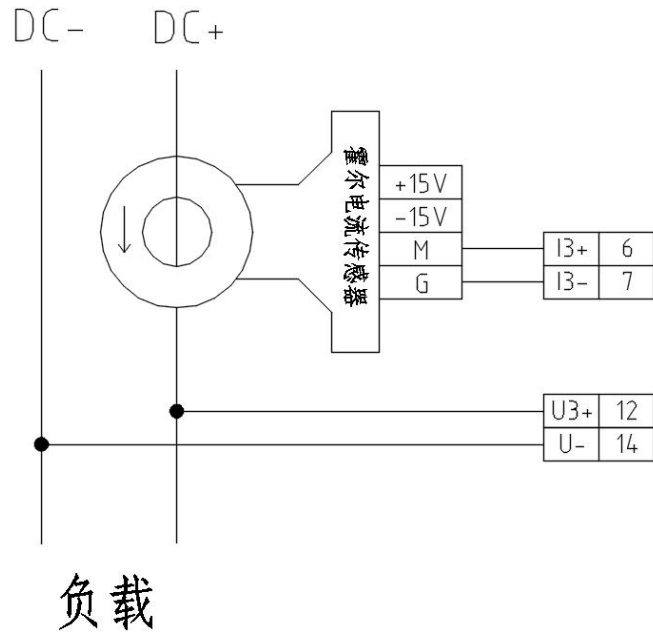 DC- DC+
霍尔电流传感器
+15V
-15V
M
G
I3+ 6
I3- 7
U3+ 12
U- 14
负载